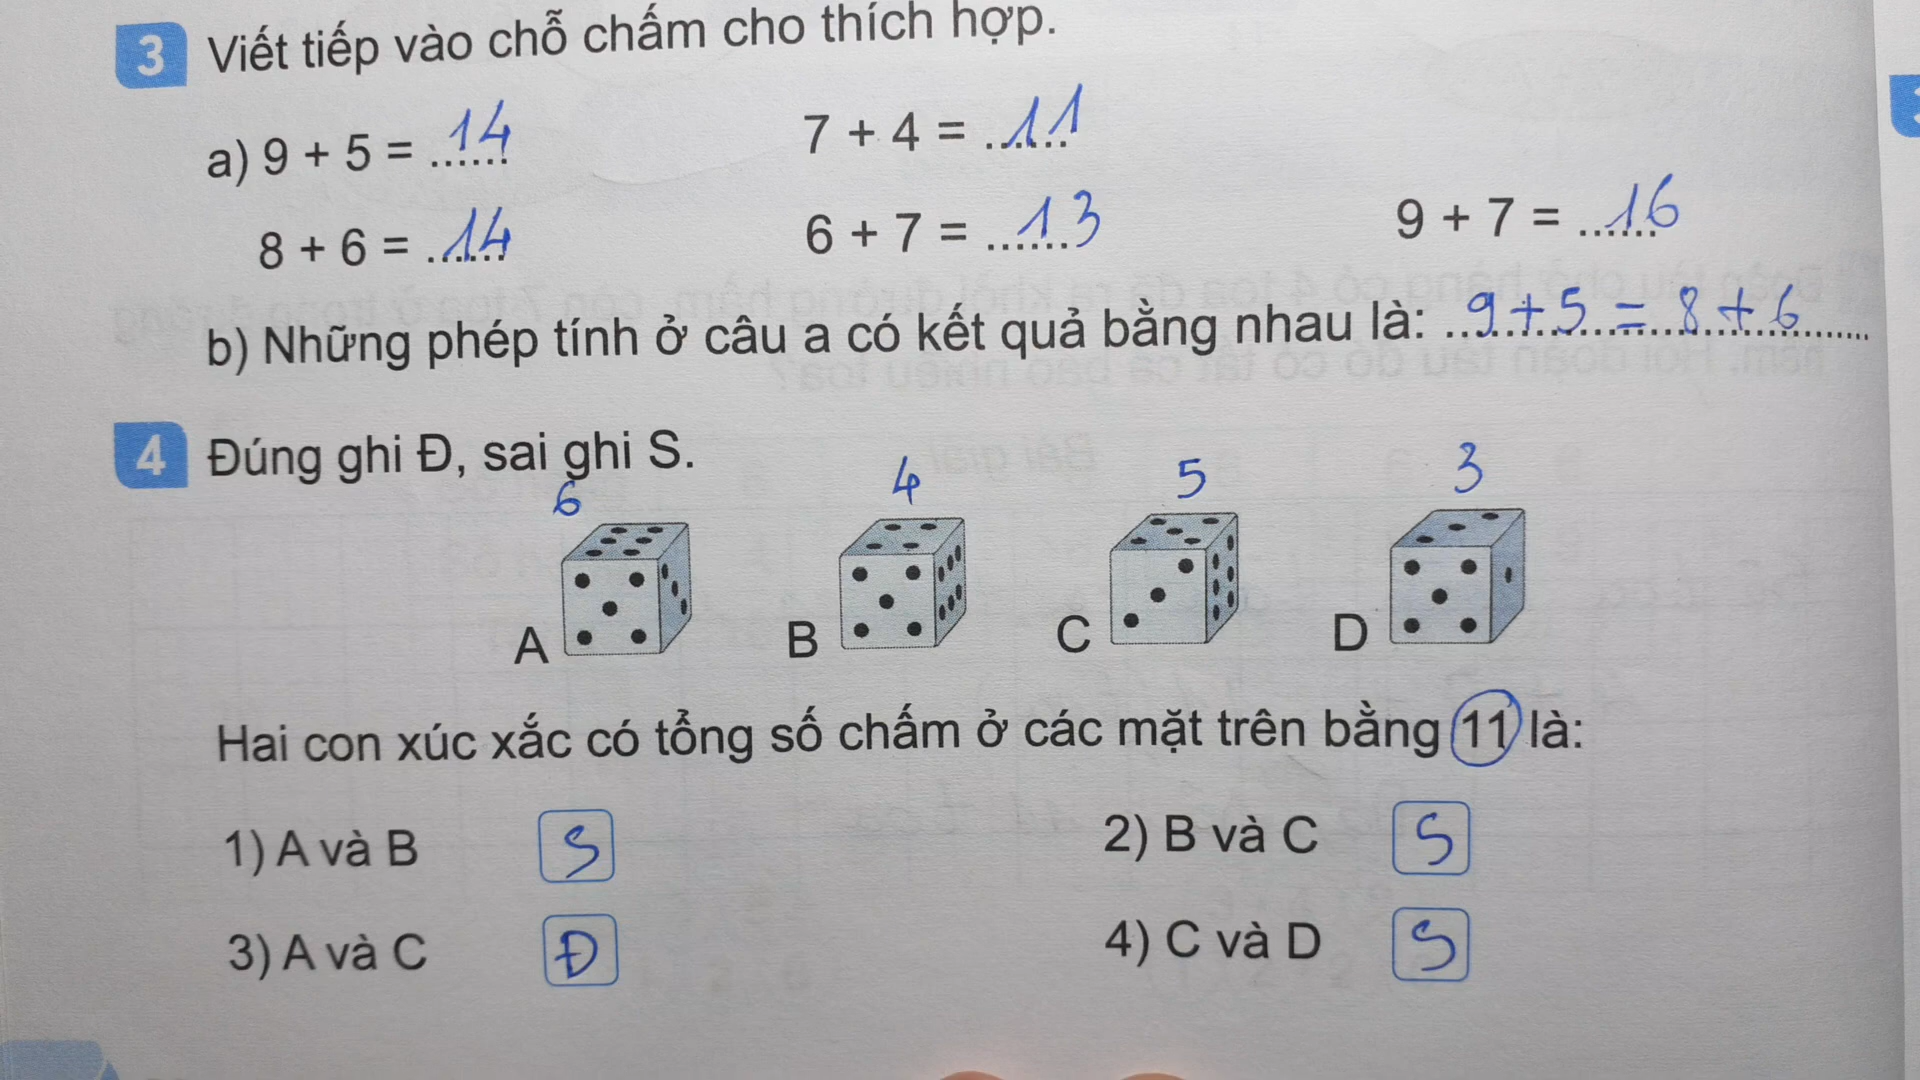 3 Viết tiếp vào chỗ chấm cho thích hợp.
a) 9 + 5 = ...14... 7 + 4 = ...11...
8 + 6 = ...14... 6 + 7 = ...13... 9 + 7 = ...16...
b) Những phép tính ở câu a có kết quả bằng nhau là: ...9 + 5 = 8 + 6...
4 Đúng ghi Đ, sai ghi S.
6 4 5 3
A B C D
Hai con xúc xắc có tổng số chấm ở các mặt trên bằng 11 là:
1) A và B S 2) B và C S
3) A và C Đ 4) C và D S